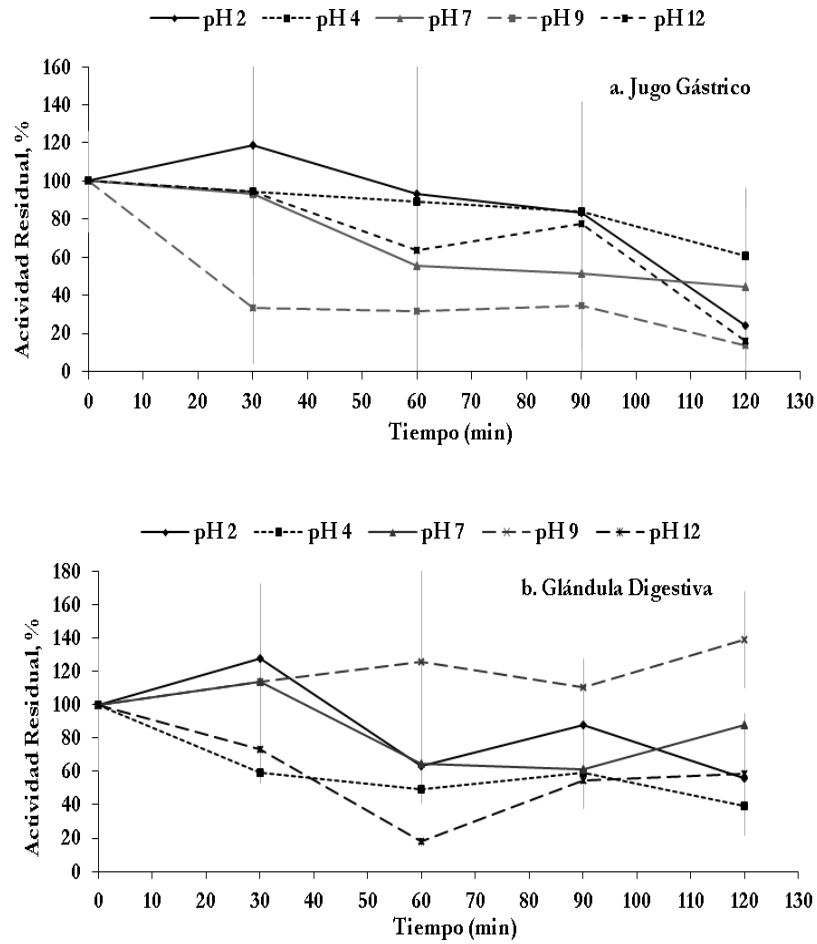 pH 2 pH 4 pH 7 pH 9 pH 12
a. Jugo Gástrico
Actividad Residual, %
160
140
120
100
80
60
40
20
0
0 10 20 30 40 50 60 70 80 90 100 110 120 130
Tiempo (min)
pH 2 pH 4 pH 7 pH 9 pH 12
b. Glándula Digestiva
Actividad Residual, %
180
160
140
120
100
80
60
40
20
0
0 10 20 30 40 50 60 70 80 90 100 110 120 130
Tiempo (min)